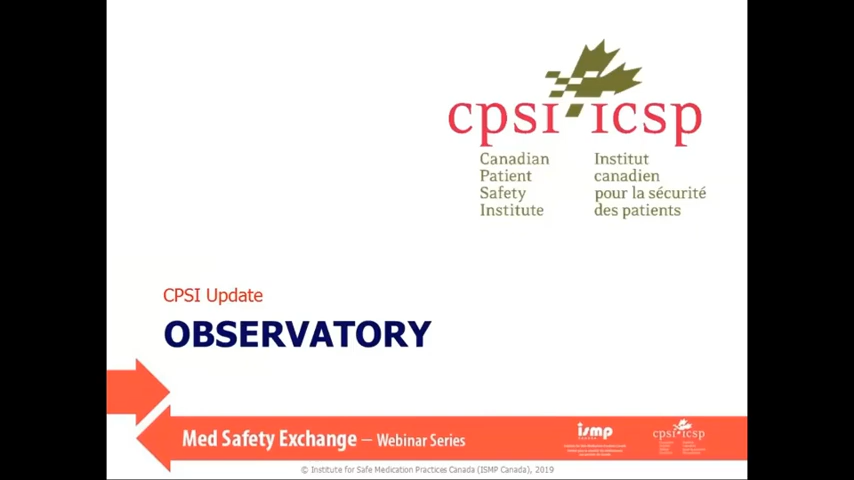 cpsi icsp
Canadian Institut
Patient canadien
Safety pour la sécurité
Institute des patients
CPSI Update
OBSERVATORY
Med Safety Exchange – Webinar Series
ismp
cpsi icsp
© Institute for Safe Medication Practices Canada (ISMP Canada), 2019